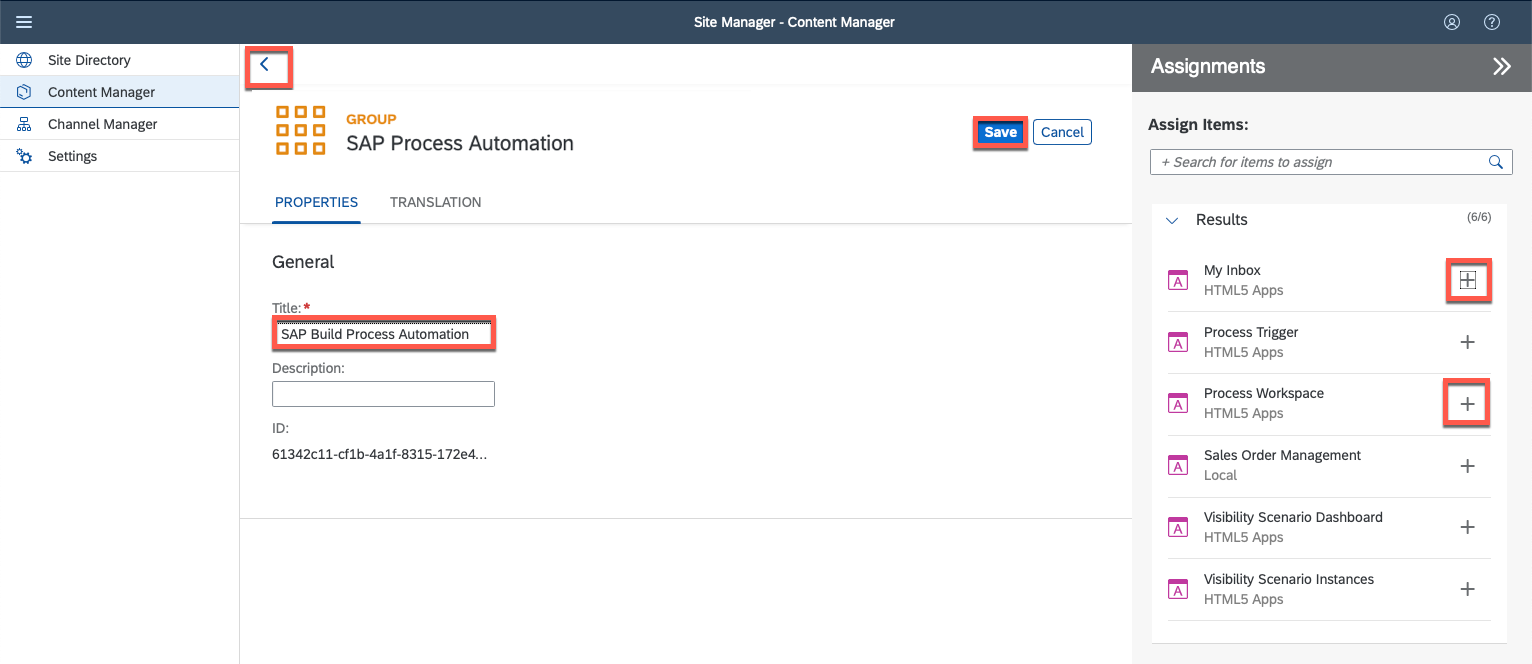 Site Manager - Content Manager
Site Directory
Content Manager
Channel Manager
Settings
GROUP
SAP Process Automation
Save
Cancel
PROPERTIES
TRANSLATION
General
Title:*
SAP Build Process Automation
Description:
ID:
61342c11-cf1b-4a1f-8315-172e4...
Assignments
Assign Items:
+ Search for items to assign
Results
(6/6)
My Inbox
HTML5 Apps
Process Trigger
HTML5 Apps
Process Workspace
HTML5 Apps
Sales Order Management
Local
Visibility Scenario Dashboard
HTML5 Apps
Visibility Scenario Instances
HTML5 Apps